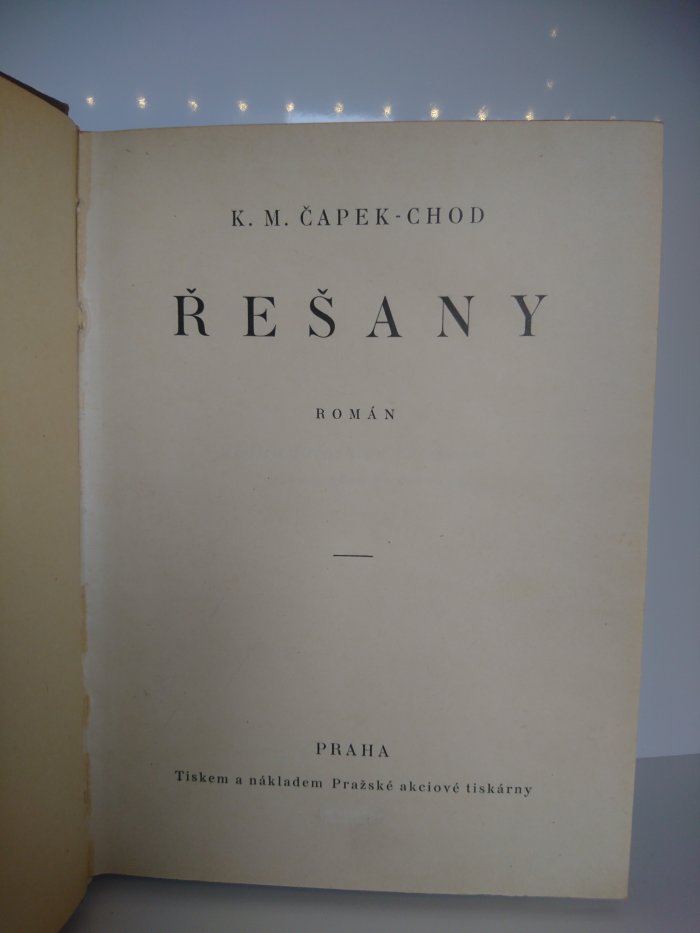 K. M. ČAPEK-CHOD
ŘEŠANY
ROMÁN
PRAHA
Tiskem a nákladem Pražské akciové tiskárny